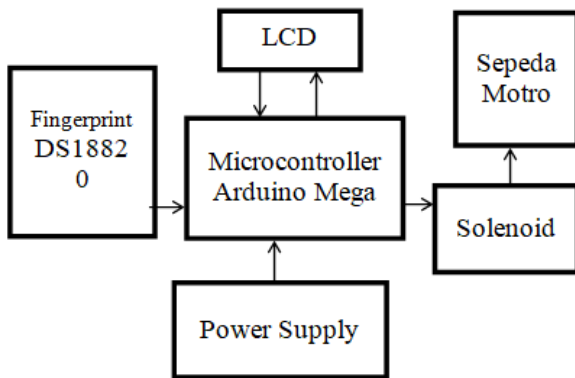 LCD
Sepeda
Motro
Fingerprint
DS1882
0
Microcontroller
Arduino Mega
Solenoid
Power Supply